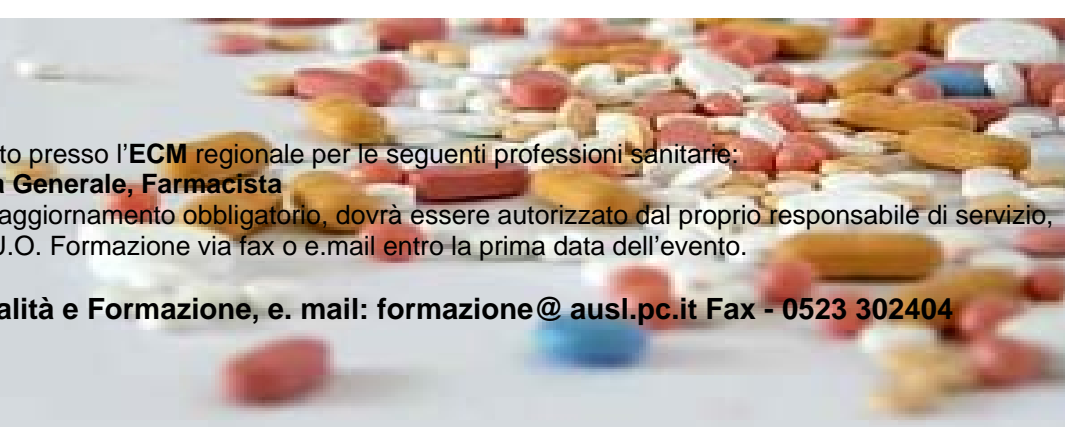 to presso l'ECM regionale per le seguenti professioni sanitarie:
a Generale, Farmacista
aggiornamento obbligatorio, dovrà essere autorizzato dal proprio responsabile di servizio,
U.O. Formazione via fax o e.mail entro la prima data dell'evento.
alità e Formazione, e. mail: formazione@ ausl.pc.it Fax - 0523 302404